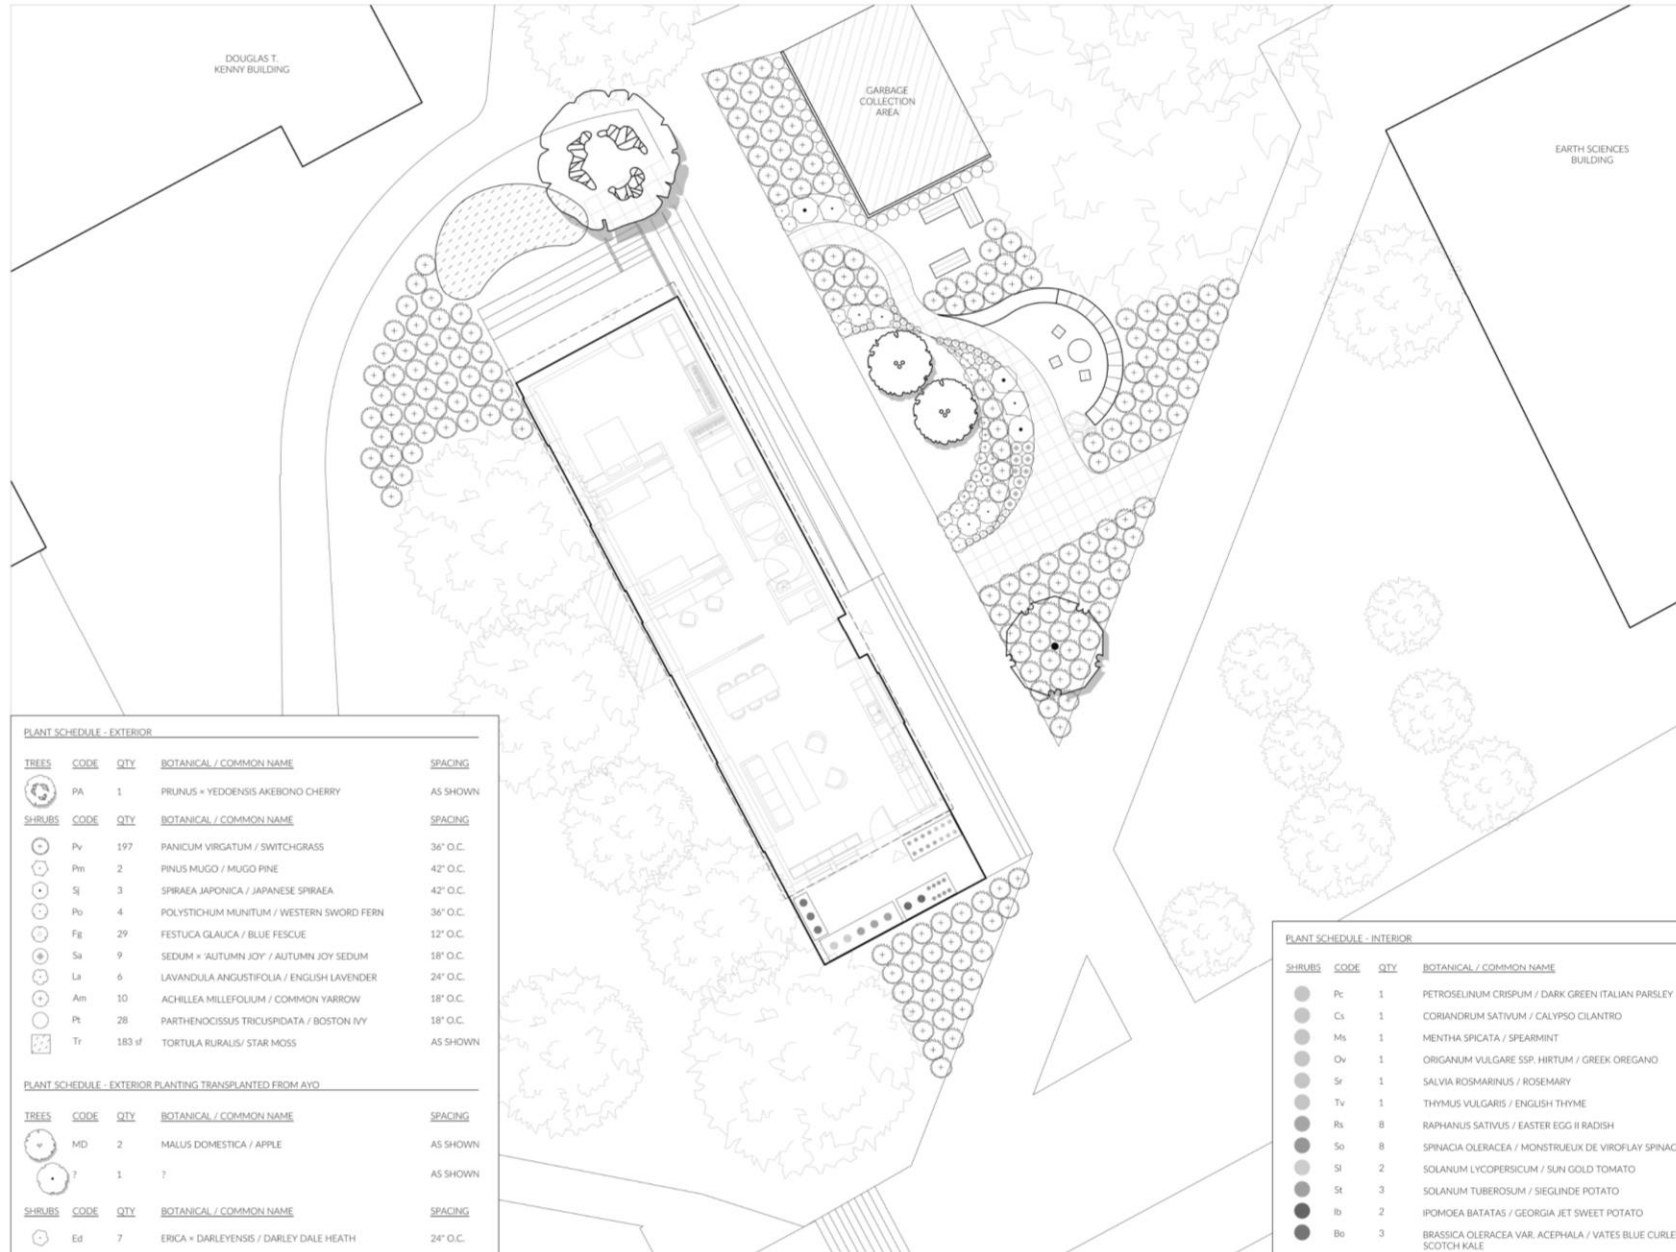 DOUGLAS T.
KENNY BUILDING
GARBAGE
COLLECTION
AREA
EARTH SCIENCES
BUILDING
PLANT SCHEDULE - EXTERIOR
TREES CODE QTY BOTANICAL / COMMON NAME SPACING
PA 1 PRUNUS × YEDOENSIS AKEBONO CHERRY AS SHOWN
SHRUBS CODE QTY BOTANICAL / COMMON NAME SPACING
Pv 197 PANICUM VIRGATUM / SWITCHGRASS 36" O.C.
Pm 2 PINUS MUGO / MUGO PINE 42" O.C.
Sj 3 SPIRAEA JAPONICA / JAPANESE SPIRAEA 42" O.C.
Po 4 POLYSTICHUM MUNITUM / WESTERN SWORD FERN 36" O.C.
Fg 29 FESTUCA GLAUCA / BLUE FESCUE 12" O.C.
Sa 9 SEDUM × 'AUTUMN JOY' / AUTUMN JOY SEDUM 18" O.C.
La 6 LAVANDULA ANGUSTIFOLIA / ENGLISH LAVENDER 24" O.C.
Am 10 ACHILLEA MILLEFOLIUM / COMMON YARROW 18" O.C.
Pt 28 PARTHENOCISSUS TRICUSPIDATA / BOSTON IVY 18" O.C.
Tr 183 sf TORTULA RURALIS/ STAR MOSS AS SHOWN
PLANT SCHEDULE - EXTERIOR PLANTING TRANSPLANTED FROM AYO
TREES CODE QTY BOTANICAL / COMMON NAME SPACING
MD 2 MALUS DOMESTICA / APPLE AS SHOWN
? 1 ? AS SHOWN
SHRUBS CODE QTY BOTANICAL / COMMON NAME SPACING
Ed 7 ERICA × DARLEYENSIS / DARLEY DALE HEATH 24" O.C.
PLANT SCHEDULE - INTERIOR
SHRUBS CODE QTY BOTANICAL / COMMON NAME
Pc 1 PETROSELINUM CRISPUM / DARK GREEN ITALIAN PARSLEY
Cs 1 CORIANDRUM SATIVUM / CALYPSO CILANTRO
Ms 1 MENTHA SPICATA / SPEARMINT
Ov 1 ORIGANUM VULGARE SSP. HIRTUM / GREEK OREGANO
Sr 1 SALVIA ROSMARINUS / ROSEMARY
Tv 1 THYMUS VULGARIS / ENGLISH THYME
Rs 8 RAPHANUS SATIVUS / EASTER EGG II RADISH
So 8 SPINACIA OLERACEA / MONSTRUEUX DE VIROFLAY SPINAC
Sl 2 SOLANUM LYCOPERSICUM / SUN GOLD TOMATO
St 3 SOLANUM TUBEROSUM / SIEGLINDE POTATO
Ib 2 IPOMOEA BATATAS / GEORGIA JET SWEET POTATO
Bo 3 BRASSICA OLERACEA VAR. ACEPHALA / VATES BLUE CURLE
SCOTCH KALE